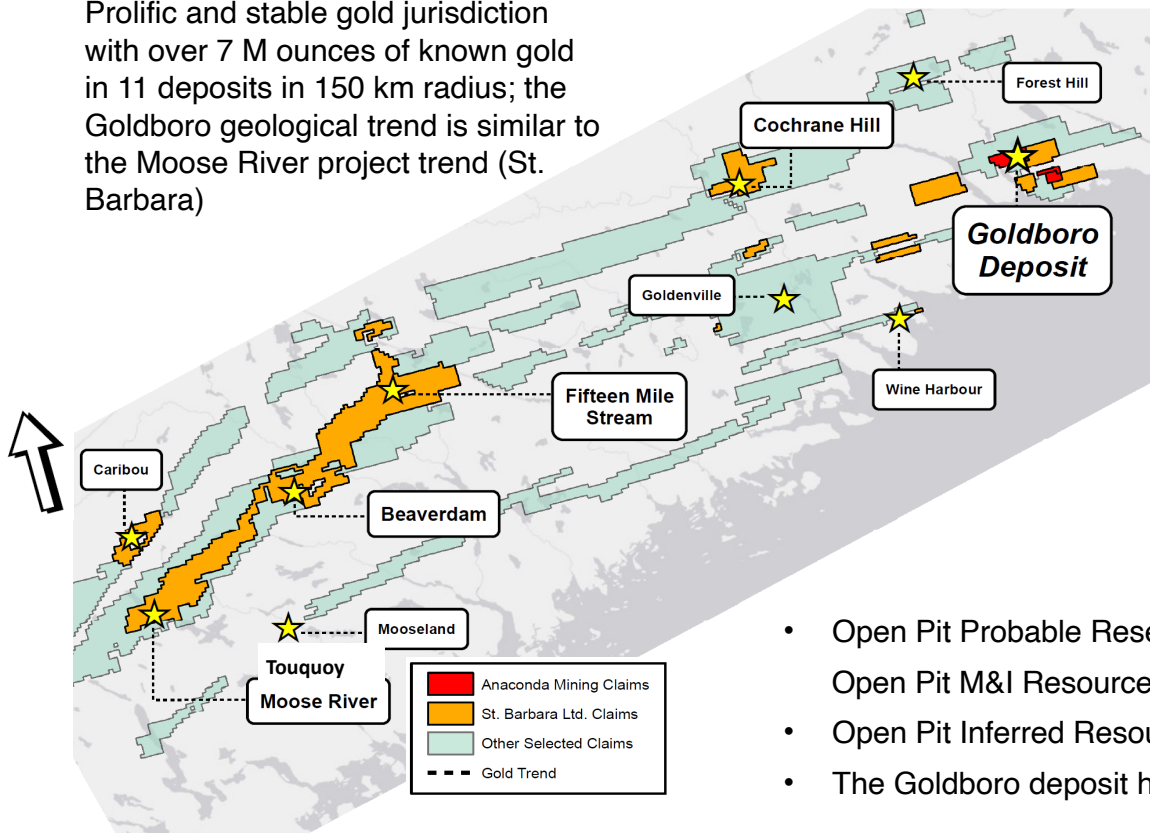 Prolific and stable gold jurisdiction
with over 7 M ounces of known gold
in 11 deposits in 150 km radius; the
Goldboro geological trend is similar to
the Moose River project trend (St.
Barbara)
Forest Hill
Cochrane Hill
Goldboro
Deposit
Goldenville
Wine Harbour
Fifteen Mile
Stream
Caribou
Beaverdam
Mooseland
Touquoy
Moose River
Anaconda Mining Claims
St. Barbara Ltd. Claims
Other Selected Claims
Gold Trend
• Open Pit Probable
Open Pit M&I Resource
• Open Pit Inferred
• The Goldboro deposit